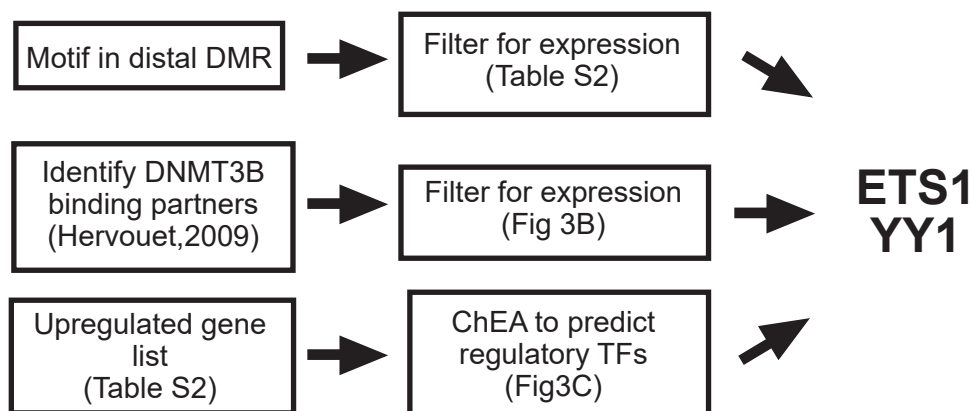 Motif in distal DMR
Filter for expression
(Table S2)
Identify DNMT3B
binding partners
(Hervouet,2009)
Filter for expression
(Fig 3B)
ETS1
YY1
Upregulated gene
list
(Table S2)
ChEA to predict
regulatory TFs
(Fig3C)